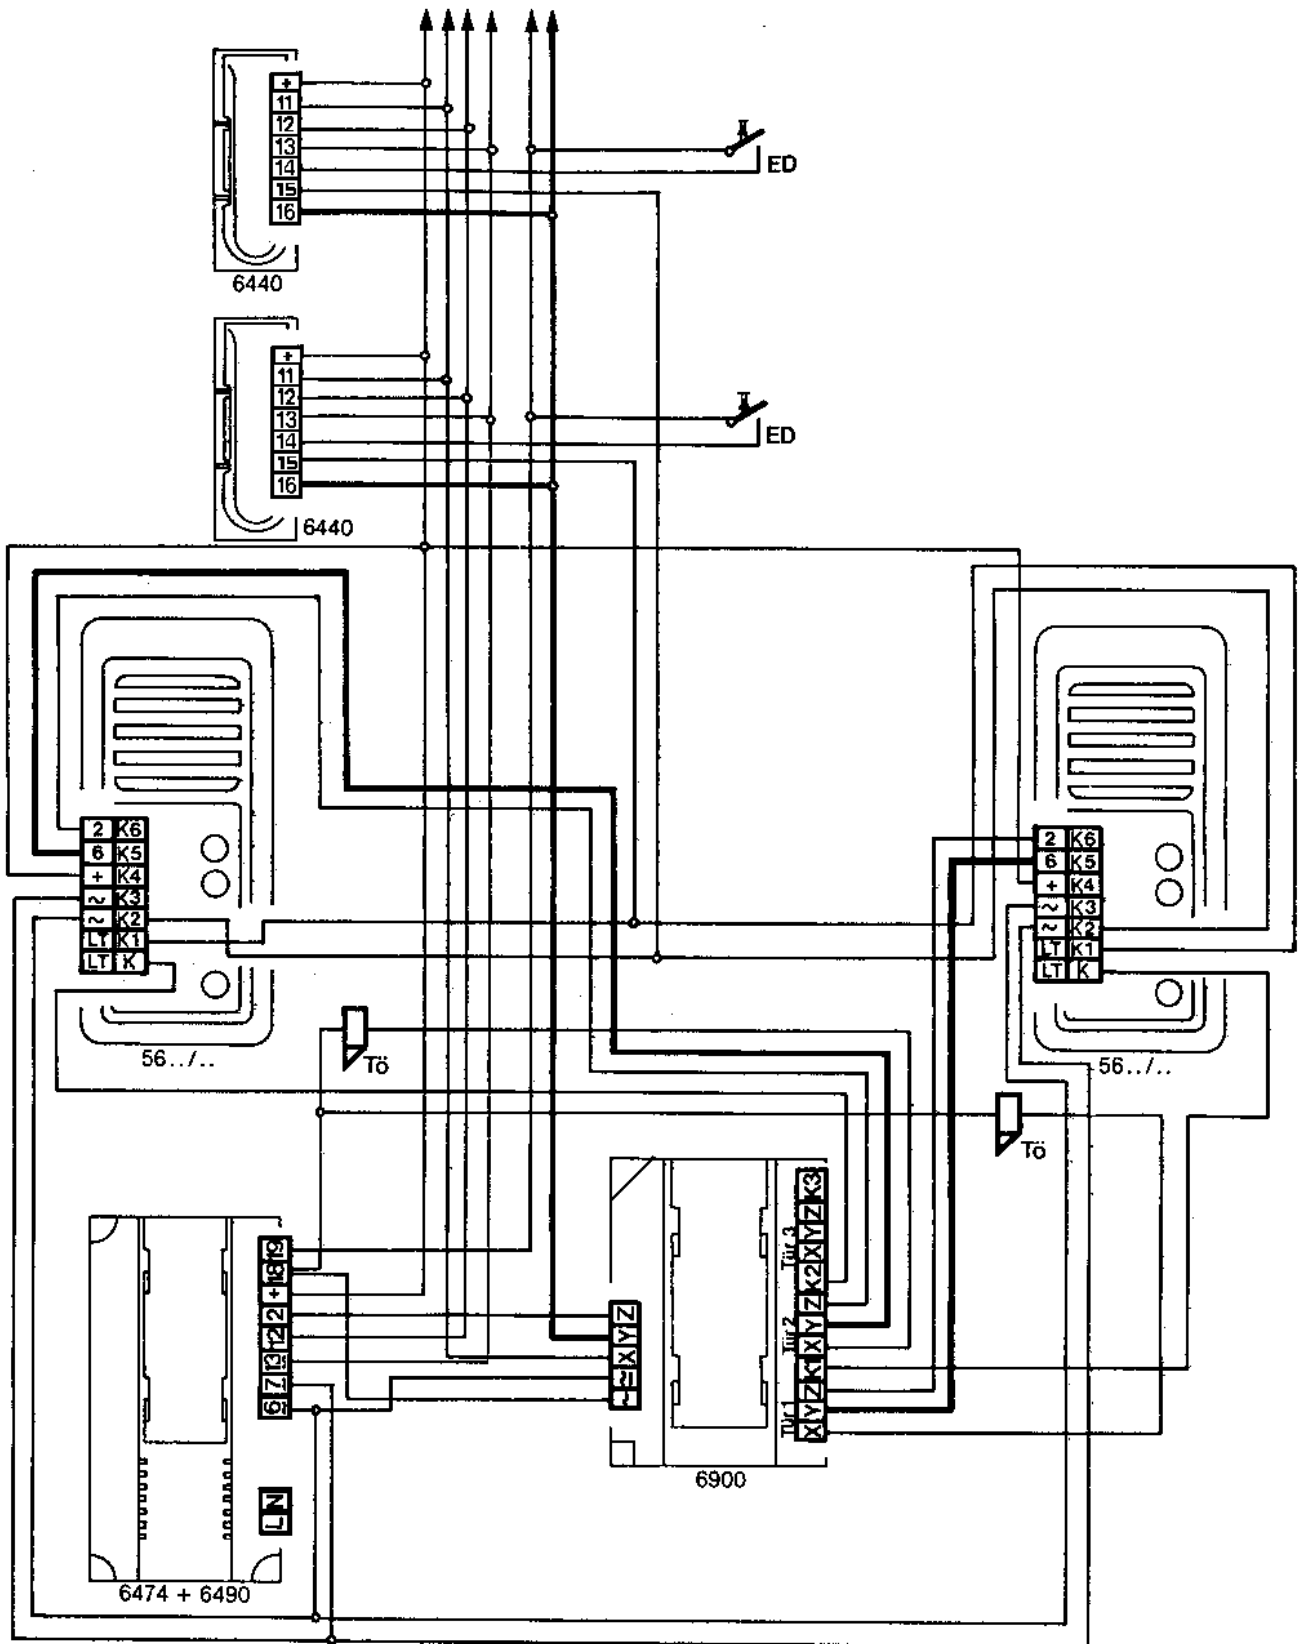 +
11
12
13
14
15
16
ED
6440
+
11
12
13
14
15
16
ED
6440
2 K6
6 K5
+ K4
~ K3
~ K2
LT K1
LT K
56../..
2 K6
6 K5
+ K4
~ K3
~ K2
LT K1
LT K
56../..
Tö
Tö
19
18
+
2
12
13
7
6
N
L
6474 + 6490
Z
Y
X
K3
Z
Y
X
Tür 3
K2
Z
Y
X
Tür 2
K1
Z
Y
X
Tür 1
6900